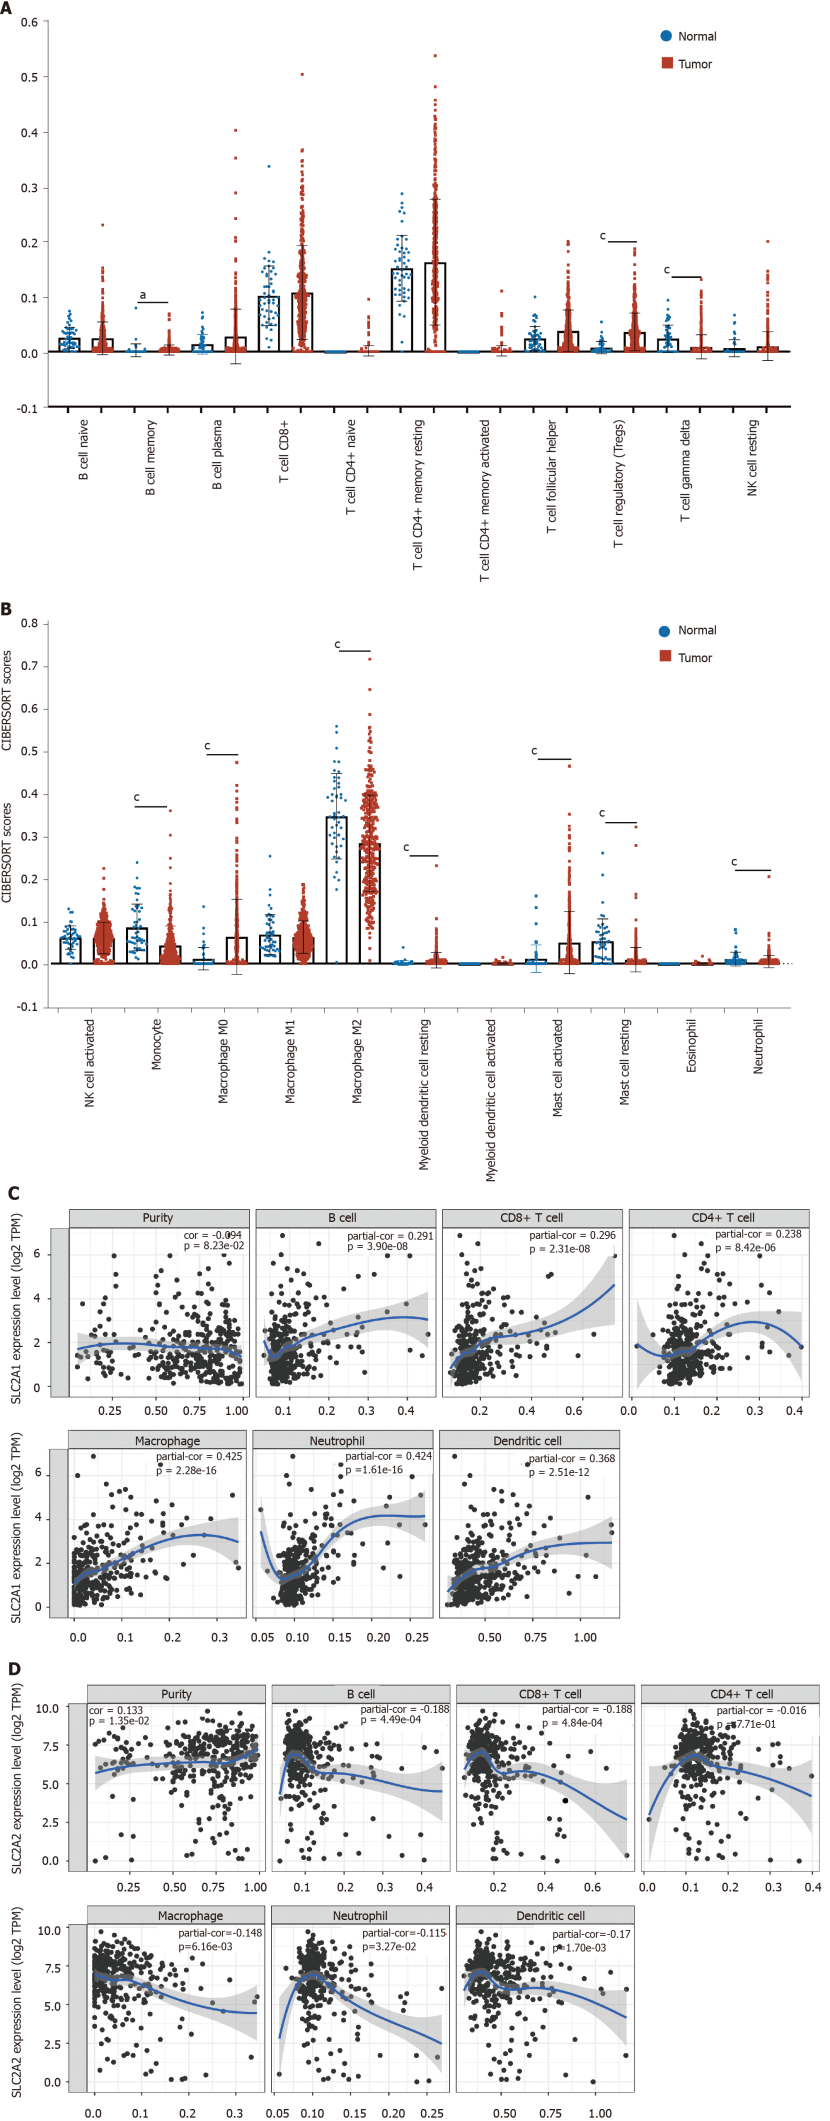 A
0.6
Normal
Tumor
0.5
0.4
0.3
0.2
0.1
0.0
-0.1
a
c
c
B cell naive
B cell memory
B cell plasma
T cell CD8+
T cell CD4+ naive
T cell CD4+ memory resting
T cell CD4+ memory activated
T cell follicular helper
T cell regulatory (Tregs)
T cell gamma delta
NK cell resting
B
CIBERSORT scores
CIBERSORT scores
0.8
0.7
0.6
0.5
0.4
0.3
0.2
0.1
0.0
-0.1
Normal
Tumor
c
c
c
c
c
c
c
NK cell activated
Monocyte
Macrophage M0
Macrophage M1
Macrophage M2
Myeloid dendritic cell resting
Myeloid dendritic cell activated
Mast cell activated
Mast cell resting
Eosinophil
Neutrophil
C
SLC2A1 expression level (log2 TPM)
6
4
2
0
Purity
cor = -0.094
p = 8.23e-02
0.25 0.50 0.75 1.00
B cell
partial-cor = 0.291
p = 3.90e-08
0.1 0.2 0.3 0.4
CD8+ T cell
partial-cor = 0.296
p = 2.31e-08
0.2 0.4 0.6
CD4+ T cell
partial-cor = 0.238
p = 8.42e-06
0.0 0.1 0.2 0.3 0.4
SLC2A1 expression level (log2 TPM)
6
4
2
0
Macrophage
partial-cor = 0.425
p = 2.28e-16
0.0 0.1 0.2 0.3
Neutrophil
partial-cor = 0.424
p =1.61e-16
0.05 0.10 0.15 0.20 0.25
Dendritic cell
partial-cor = 0.368
p = 2.51e-12
0.50 0.75 1.00
D
SLC2A2 expression level (log2 TPM)
10.0
7.5
5.0
2.5
0.0
Purity
cor = 0.133
p = 1.35e-02
0.25 0.50 0.75 1.00
B cell
partial-cor = -0.188
p = 4.49e-04
0.1 0.2 0.3 0.4
CD8+ T cell
partial-cor = -0.188
p = 4.84e-04
0.2 0.4 0.6
CD4+ T cell
partial-cor = -0.016
p =7.71e-01
0.0 0.1 0.2 0.3 0.4
SLC2A2 expression level (log2 TPM)
10.0
7.5
5.0
2.5
0.0
Macrophage
partial-cor=-0.148
p=6.16e-03
0.0 0.1 0.2 0.3
Neutrophil
partial-cor=-0.115
p=3.27e-02
0.05 0.10 0.15 0.20 0.25
Dendritic cell
partial-cor=-0.17
p=1.70e-03
0.50 0.75 1.00